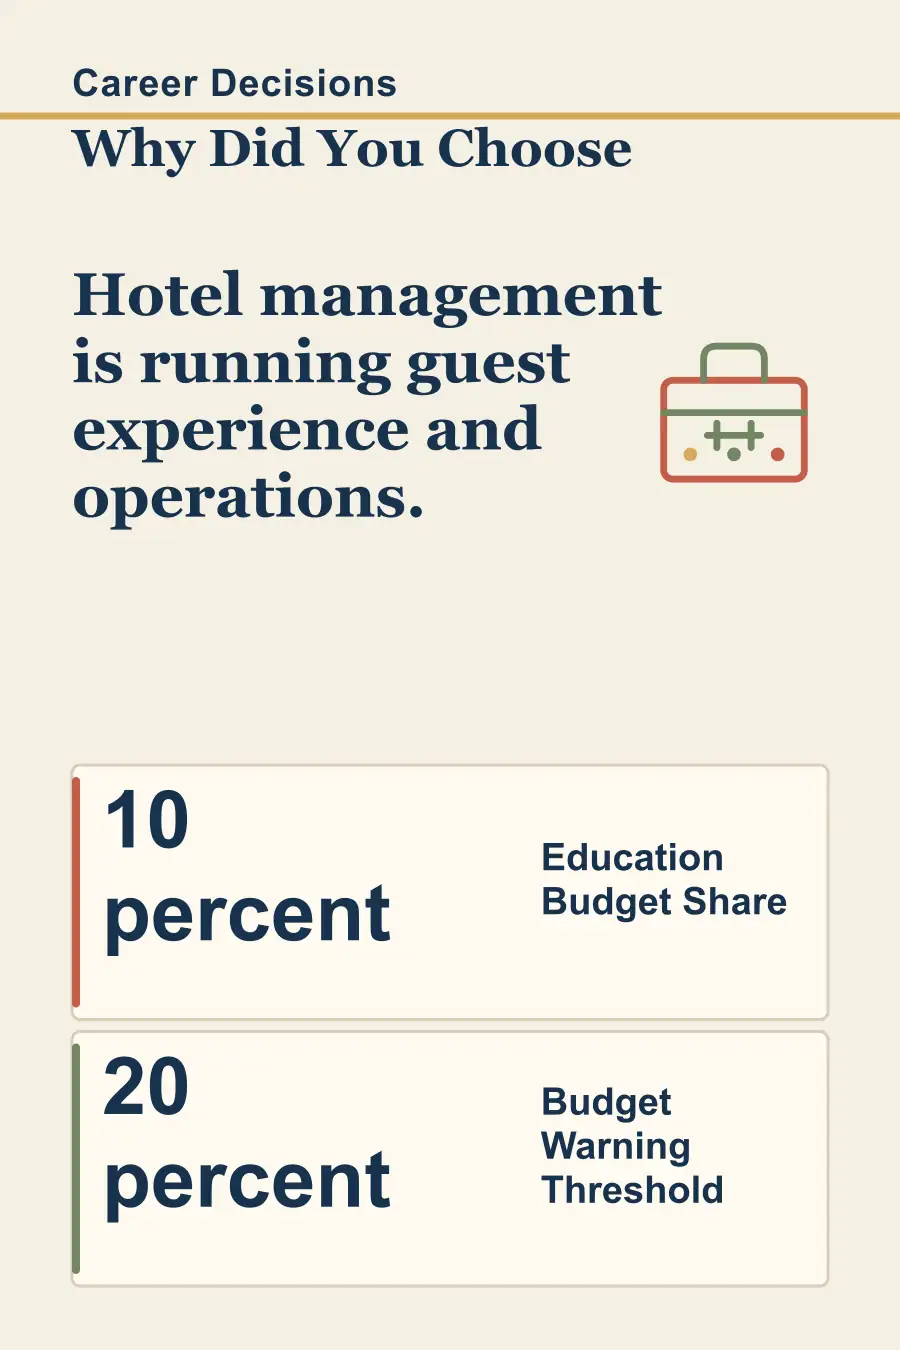 Career Decisions
Why Did You Choose
Hotel management
is running guest
experience and
operations.
10
percent
Education
Budget Share
20
percent
Budget
Warning
Threshold